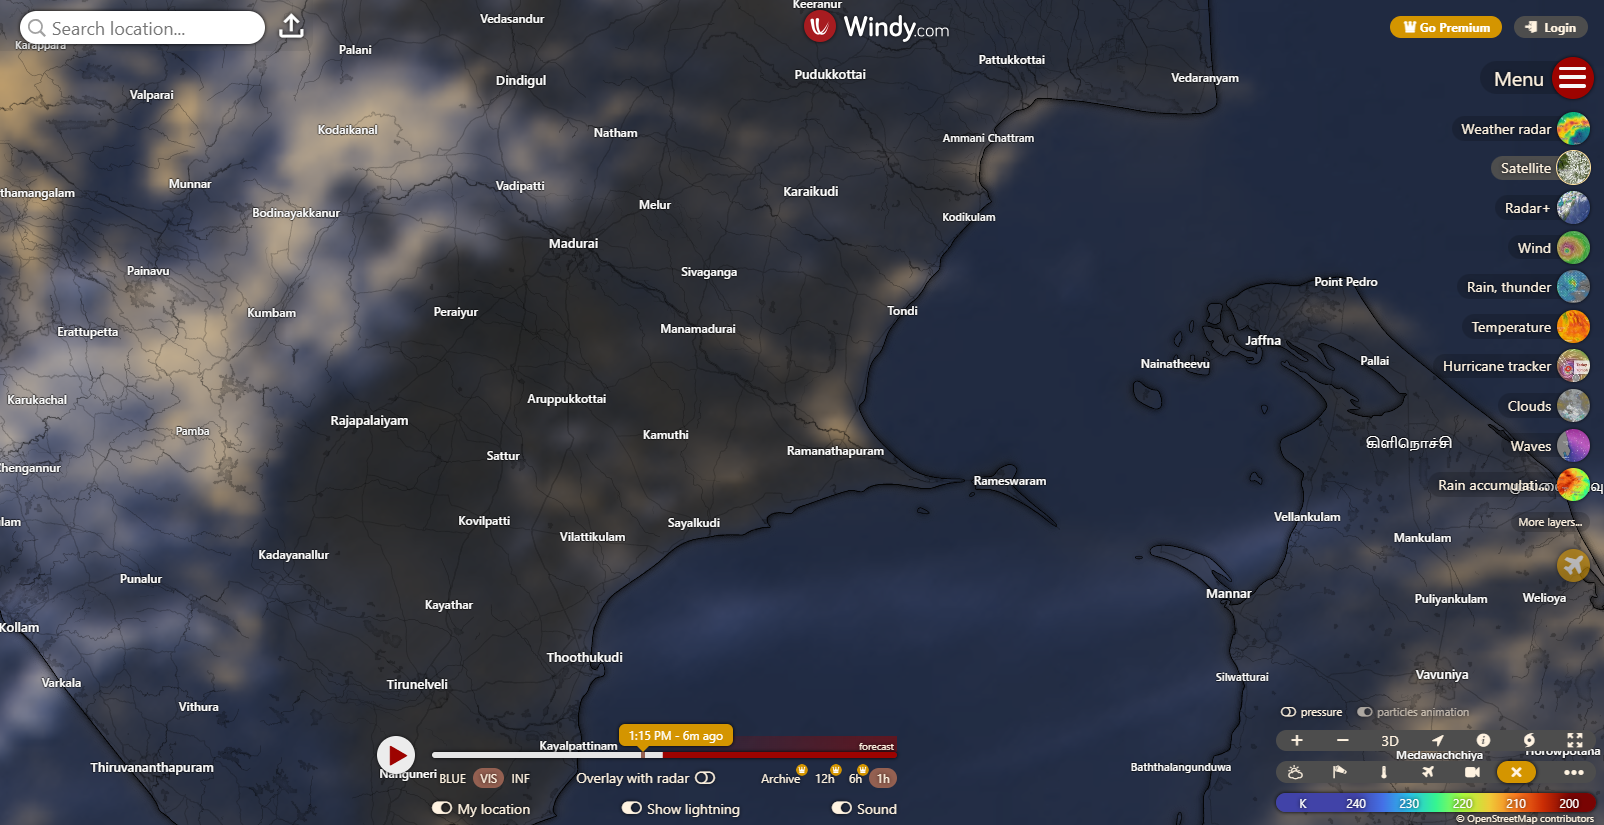 Search location...
Windy.com
Go Premium
Login
Menu
Weather radar
Satellite
Radar+
Wind
Rain, thunder
Temperature
Hurricane tracker
Clouds
Waves
Rain accumulati...
More layers...
Keeranur
Vedasandur
Karappara
Palani
Pattukkottai
Pudukkottai
Vedaranyam
Dindigul
Valparai
Kodaikanal
Natham
Ammani Chattram
Munnar
Vadipatti
Karaikudi
thamangalam
Melur
Bodinayakkanur
Kodikulam
Madurai
Painavu
Sivaganga
Point Pedro
Kumbam
Peraiyur
Tondi
Erattupetta
Manamadurai
Jaffna
Nainatheevu
Pallai
Karukachal
Aruppukkottai
Rajapalaiyam
Pamba
Kamuthi
கிளிநொச்சி
Ramanathapuram
Sattur
Chengannur
Rameswaram
Vellankulam
lam
Kovilpatti
Sayalkudi
Vilattikulam
Mankulam
Kadayanallur
Punalur
Mannar
Puliyankulam
Welioya
Kayathar
Kollam
Thoothukudi
Vavuniya
Silwatturai
Varkala
Tirunelveli
Vithura
Kayalpattinam
Thiruvananthapuram
Nanguneri
Baththalangunduwa
Medawachchiya
Horowpotana
1:15 PM - 6m ago
forecast
BLUE
VIS
INF
Overlay with radar
Archive
12h
6h
1h
My location
Show lightning
Sound
pressure
particles animation
3D
K
240
230
220
210
200
© OpenStreetMap contributors